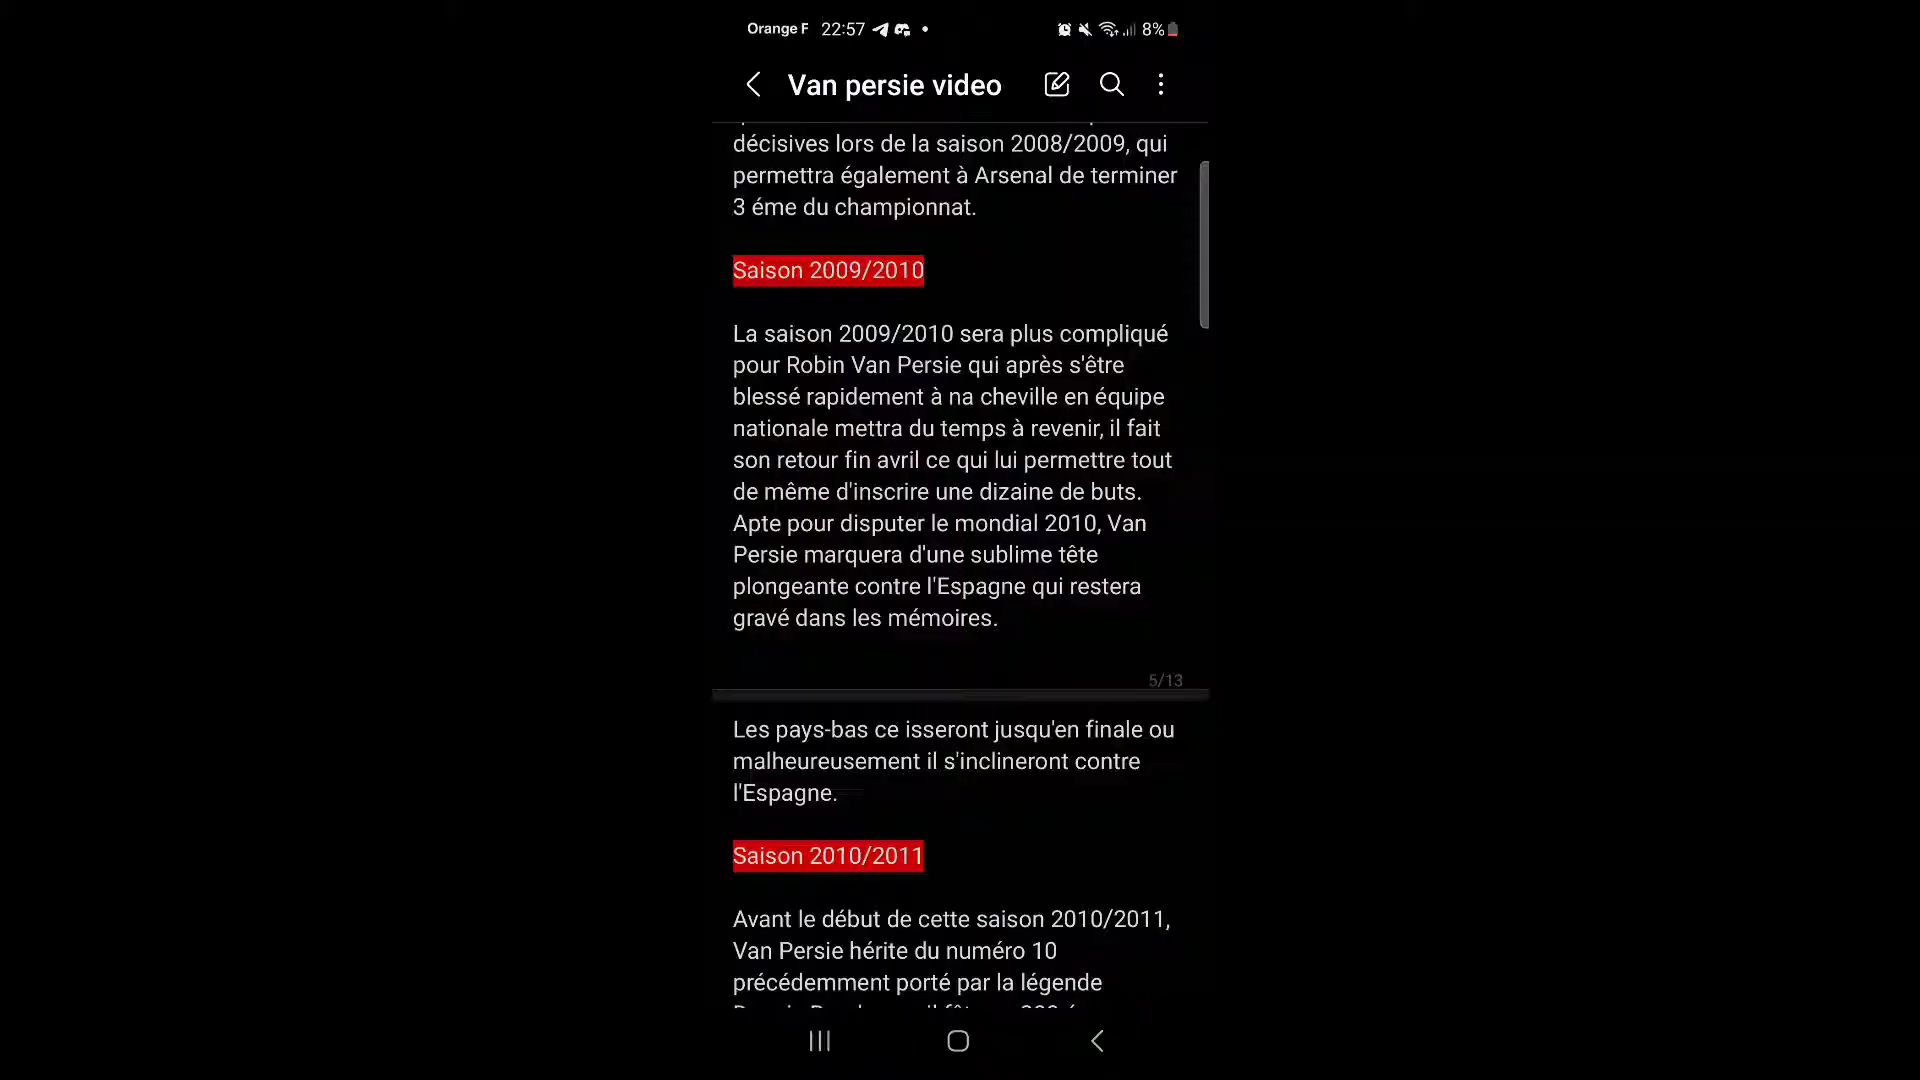 Orange F 22:57 8%
Van persie video
décisives lors de la saison 2008/2009, qui
permettra également à Arsenal de terminer
3 éme du championnat.
Saison 2009/2010
La saison 2009/2010 sera plus compliqué
pour Robin Van Persie qui après s'être
blessé rapidement à na cheville en équipe
nationale mettra du temps à revenir, il fait
son retour fin avril ce qui lui permettre tout
de même d'inscrire une dizaine de buts.
Apte pour disputer le mondial 2010, Van
Persie marquera d'une sublime tête
plongeante contre l'Espagne qui restera
gravé dans les mémoires.
5/13
Les pays-bas ce isseront jusqu'en finale ou
malheureusement il s'inclineront contre
l'Espagne.
Saison 2010/2011
Avant le début de cette saison 2010/2011,
Van Persie hérite du numéro 10
précédemment porté par la légende